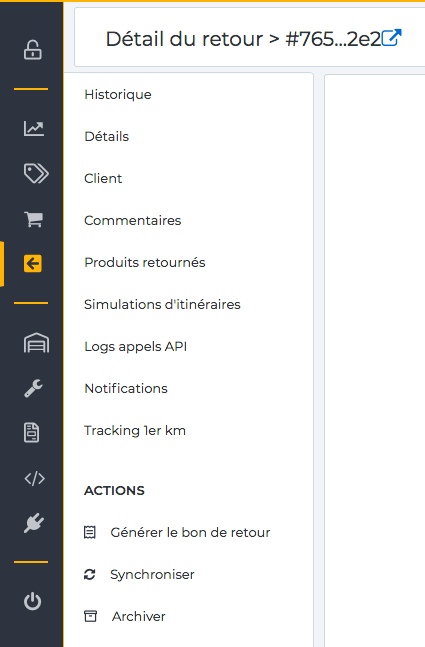 Détail du retour > #765...2e2
Historique
Détails
Client
Commentaires
Produits retournés
Simulations d'itinéraires
Logs appels API
Notifications
Tracking 1er km
ACTIONS
Générer le bon de retour
Synchroniser
Archiver